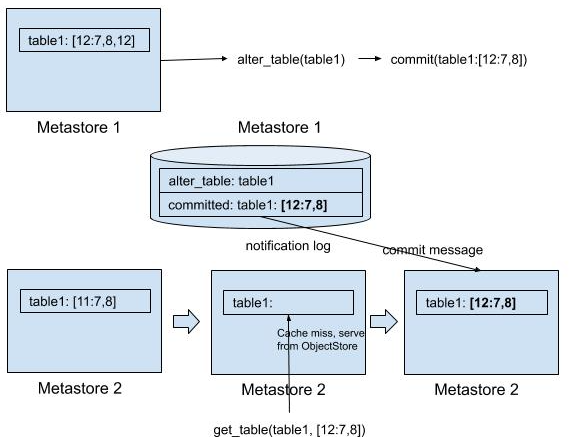 table1: [12:7,8,12]
alter_table(table1)
commit(table1:[12:7,8])
Metastore 1
Metastore 1
alter_table: table1
committed: table1: [12:7,8]
notification log
commit message
table1: [11:7,8]
table1:
table1: [12:7,8]
Cache miss, serve
from ObjectStore
Metastore 2
Metastore 2
Metastore 2
get_table(table1, [12:7,8])